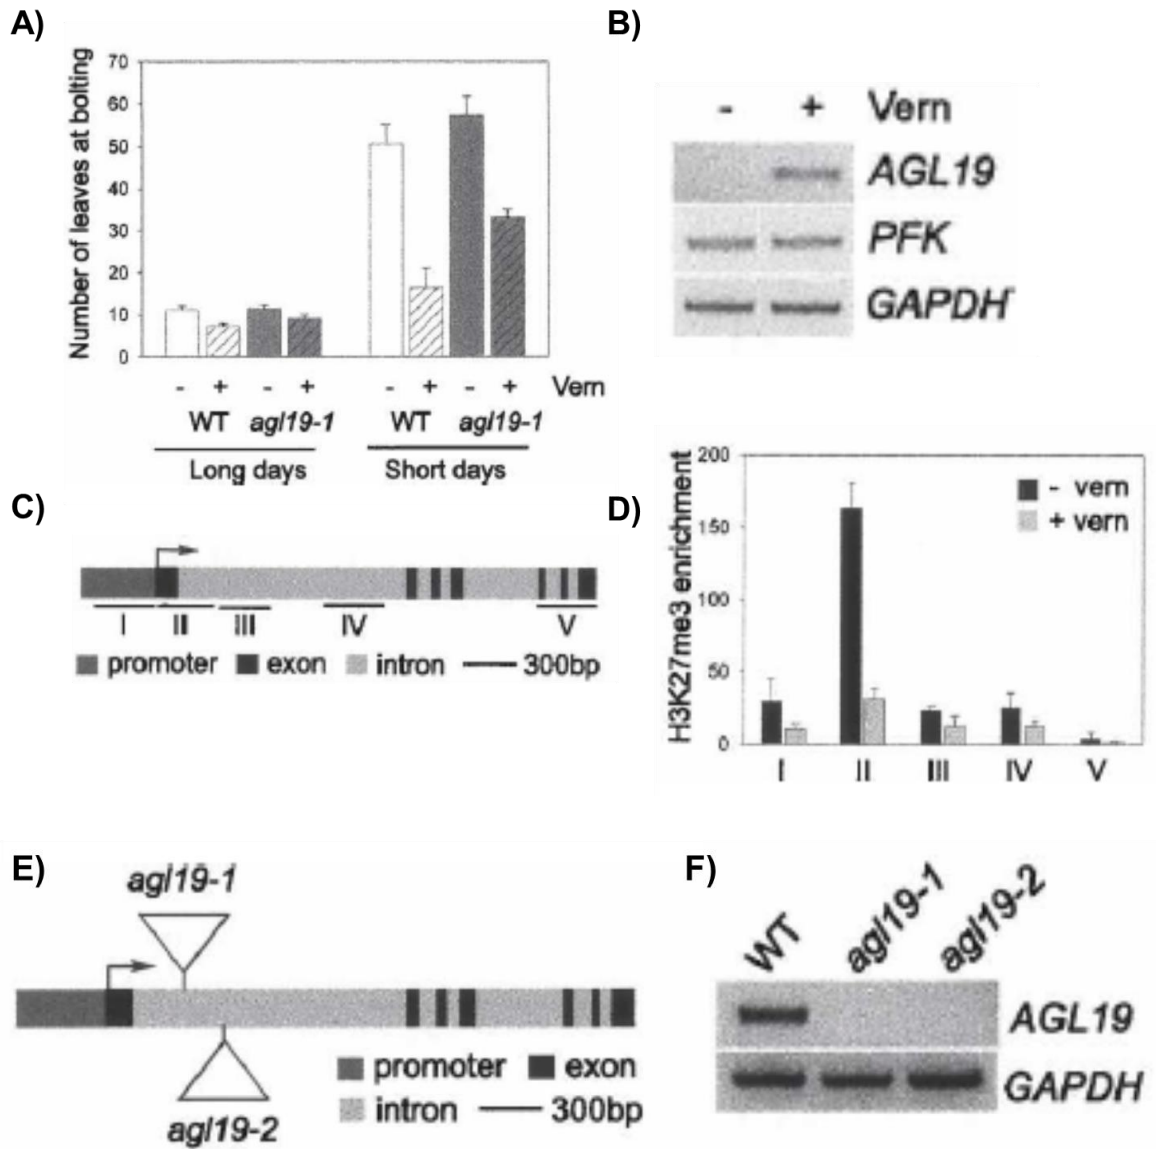 A)
Number of leaves at bolting
70
60
50
40
30
20
10
0
- + - + - + - + Vern
WT agl19-1 WT agl19-1
Long days Short days
B)
- + Vern
AGL19
PFK
GAPDH
C)
I II III IV V
promoter exon intron 300bp
D)
H3K27me3 enrichment
200
150
100
50
0
- vern
+ vern
I II III IV V
E)
agl19-1
agl19-2
promoter exon
intron 300bp
F)
WT agl19-1 agl19-2
AGL19
GAPDH